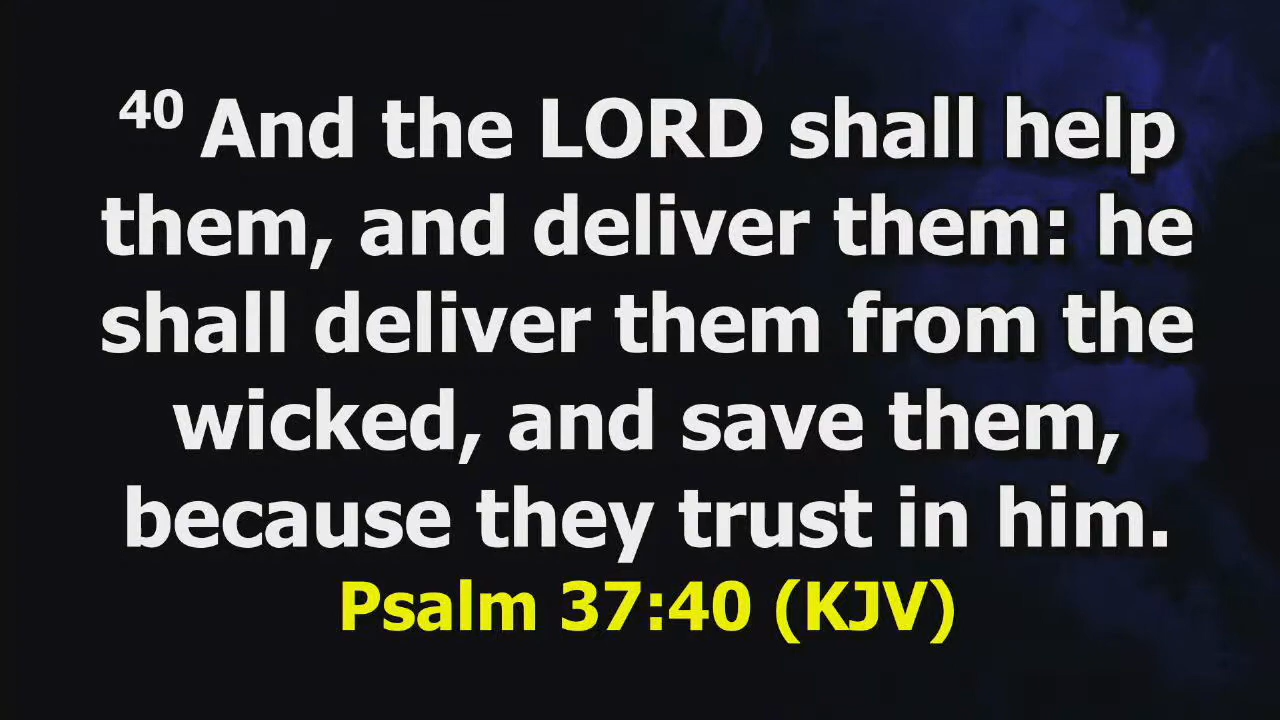 40 And the LORD shall help
them, and deliver them: he
shall deliver them from the
wicked, and save them,
because they trust in him.
Psalm 37:40 (KJV)